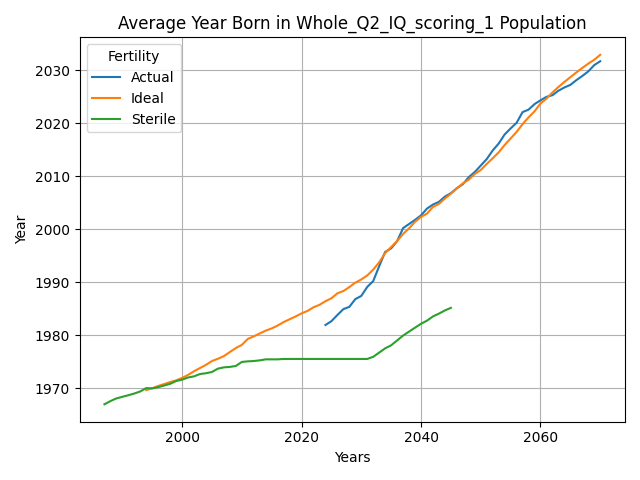 Average Year Born in Whole_Q2_IQ_scoring_1 Population
Fertility
Actual
Ideal
Sterile
Year
2030
2020
2010
2000
1990
1980
1970
2000
2020
2040
2060
Years